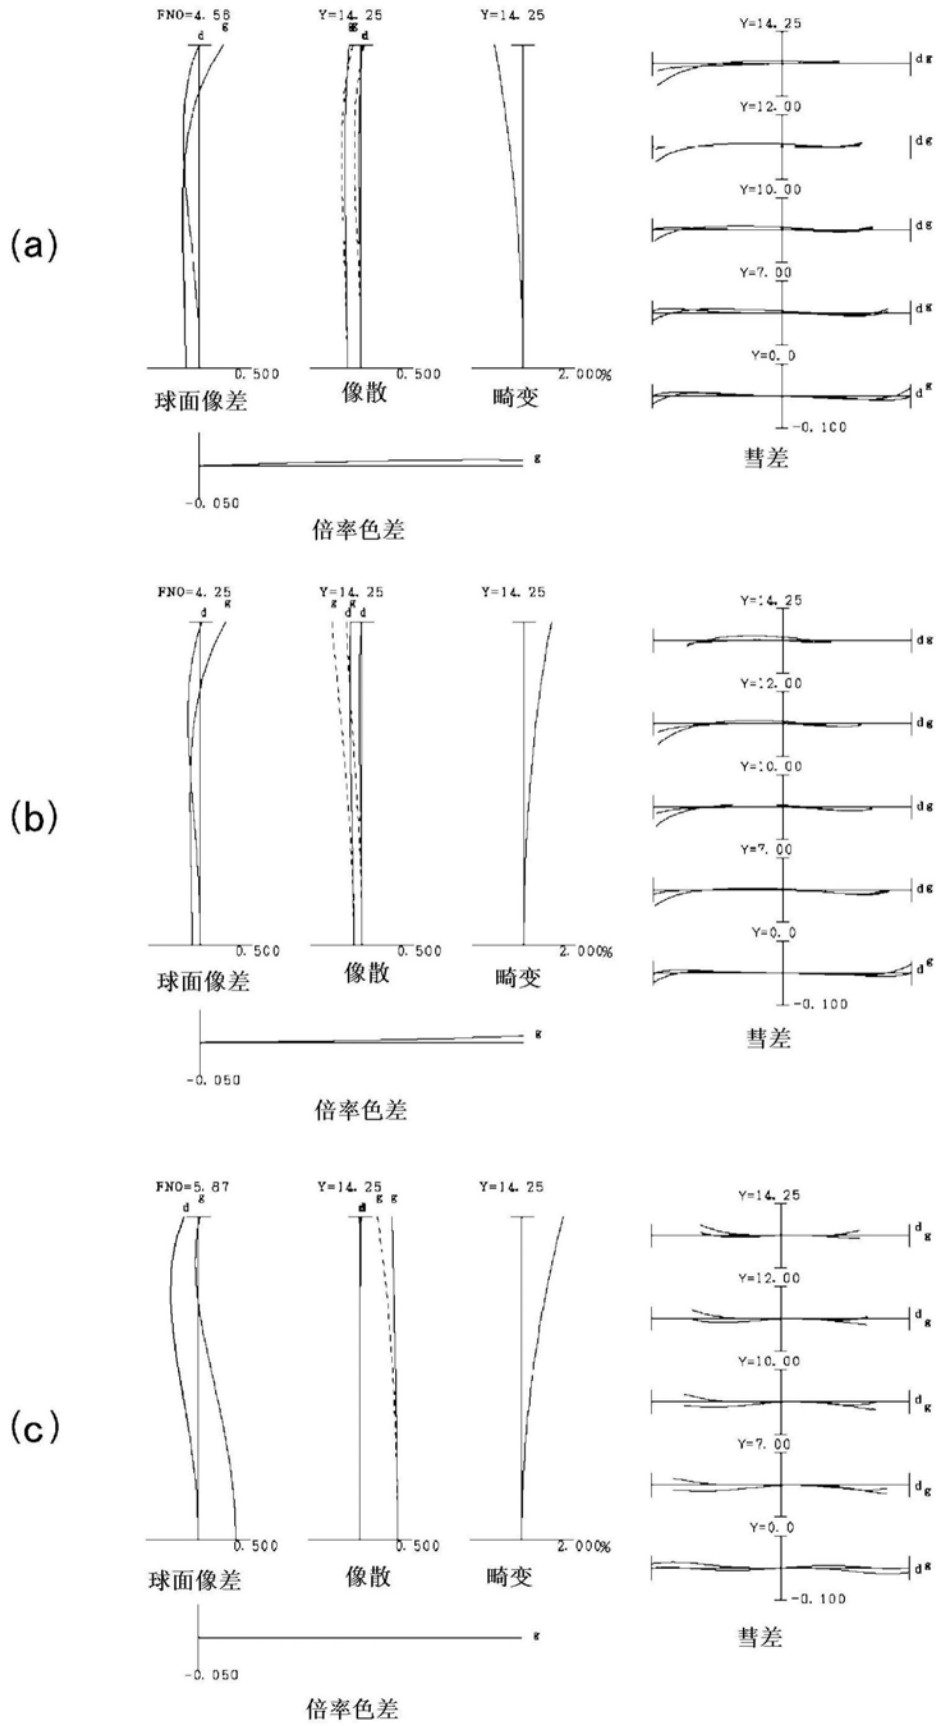 (a)
FNO=4.56
d
g
0.500
球面像差
Y=14.25
g
d
0.500
像散
Y=14.25
2.000%
畸变
Y=14.25
d g
Y=12.00
d g
Y=10.00
d g
Y=7.00
d g
Y=0.0
d g
-0.100
彗差
g
-0.050
倍率色差
(b)
FNO=4.25
d
g
0.500
球面像差
Y=14.25
g g
d d
0.500
像散
Y=14.25
2.000%
畸变
Y=14.25
d g
Y=12.00
d g
Y=10.00
d g
Y=7.00
d g
Y=0.0
d g
-0.100
彗差
g
-0.050
倍率色差
(c)
FNO=5.87
d
g
0.500
球面像差
Y=14.25
d
g g
0.500
像散
Y=14.25
2.000%
畸变
Y=14.25
d g
Y=12.00
d g
Y=10.00
d g
Y=7.00
d g
Y=0.0
d g
-0.100
彗差
g
-0.050
倍率色差